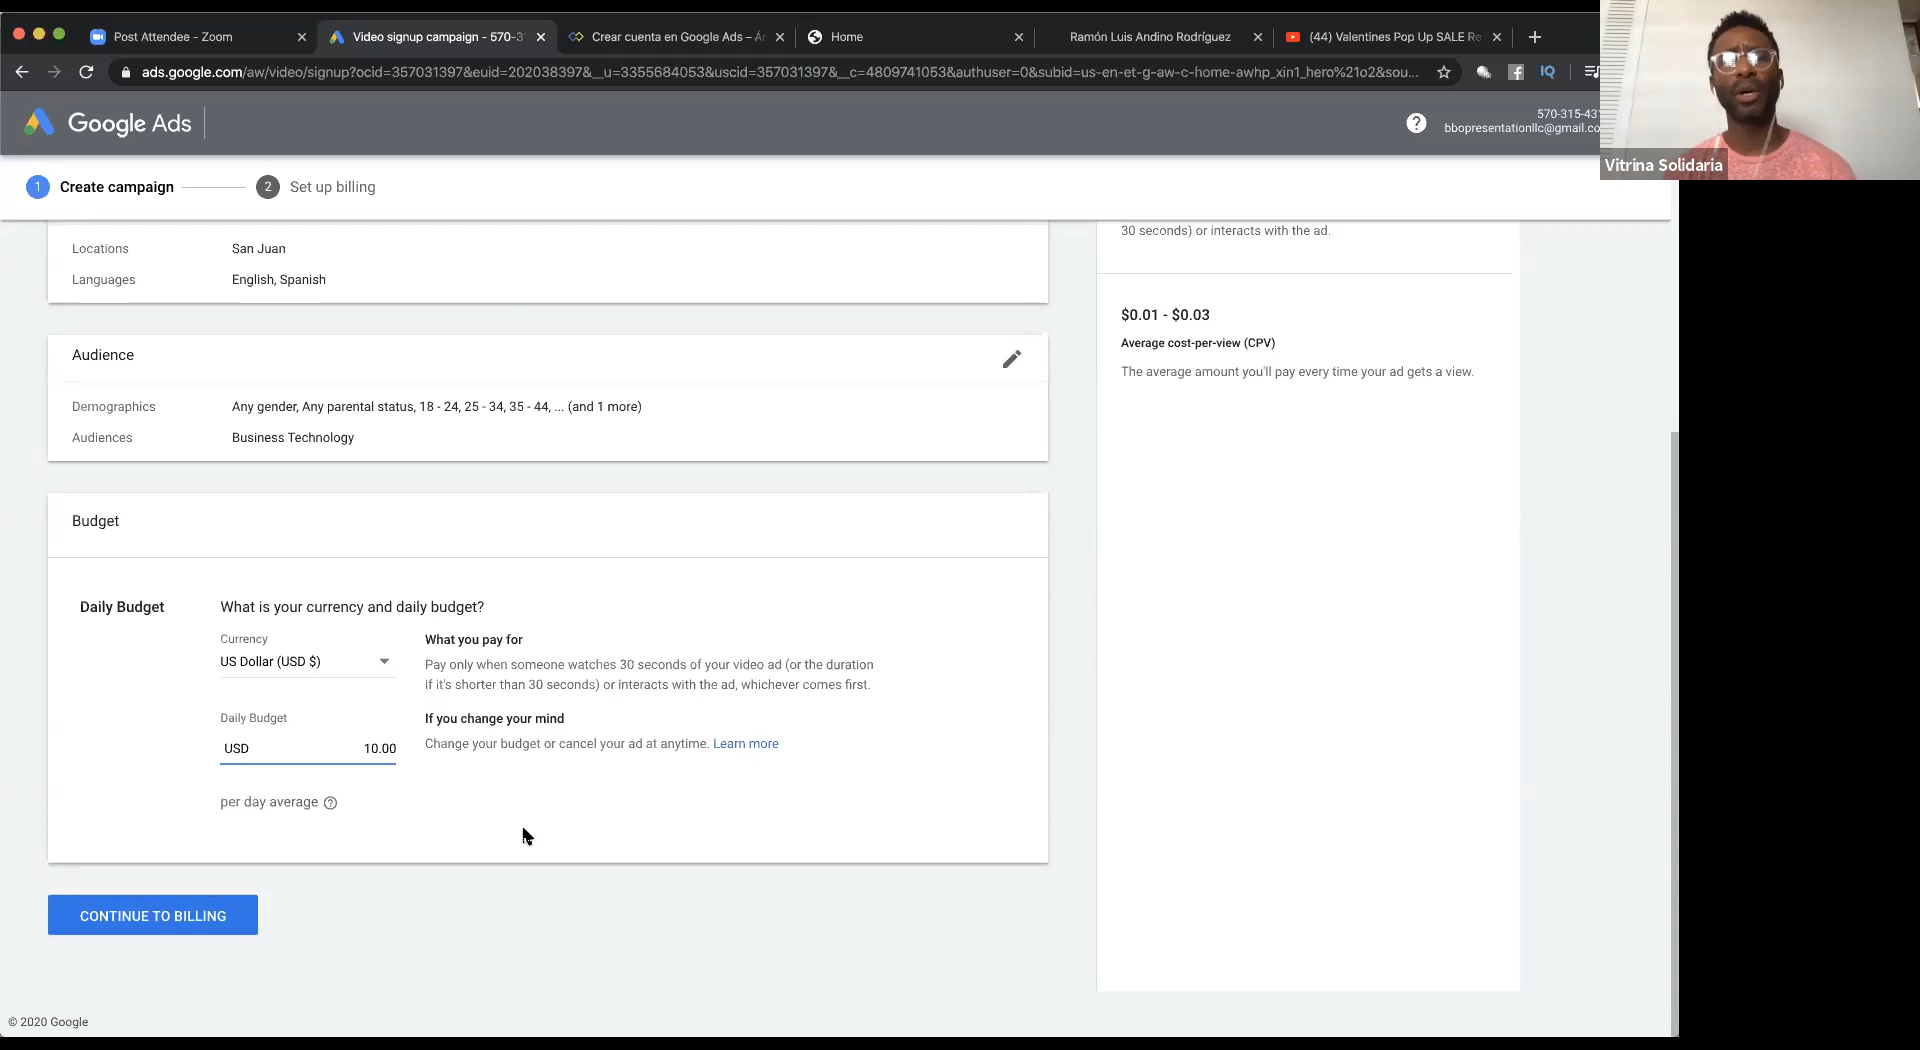 Post Attendee - Zoom
Video signup campaign - 570-3
Crear cuenta en Google Ads –
Home
Ramón Luis Andino Rodríguez
(44) Valentines Pop Up SALE Re
ads.google.com/aw/video/signup?ocid=357031397&euid=202038397&__u=3355684053&uscid=357031397&__c=4809741053&authuser=0&subid=us-en-et-g-aw-c-home-awhp_xin1_hero%21o2&sou...
IQ
Google Ads
570-315-43
bbopresentationllc@gmail.co
Vitrina Solidaria
1 Create campaign
2 Set up billing
Locations San Juan
Languages English, Spanish
Audience
Demographics Any gender, Any parental status, 18 - 24, 25 - 34, 35 - 44, ... (and 1 more)
Audiences Business Technology
Budget
Daily Budget
What is your currency and daily budget?
Currency
US Dollar (USD $)
What you pay for
Pay only when someone watches 30 seconds of your video ad (or the duration
if it's shorter than 30 seconds) or interacts with the ad, whichever comes first.
Daily Budget
USD 10.00
If you change your mind
Change your budget or cancel your ad at anytime. Learn more
per day average
CONTINUE TO BILLING
30 seconds) or interacts with the ad.
$0.01 - $0.03
Average cost-per-view (CPV)
The average amount you'll pay every time your ad gets a view.
© 2020 Google